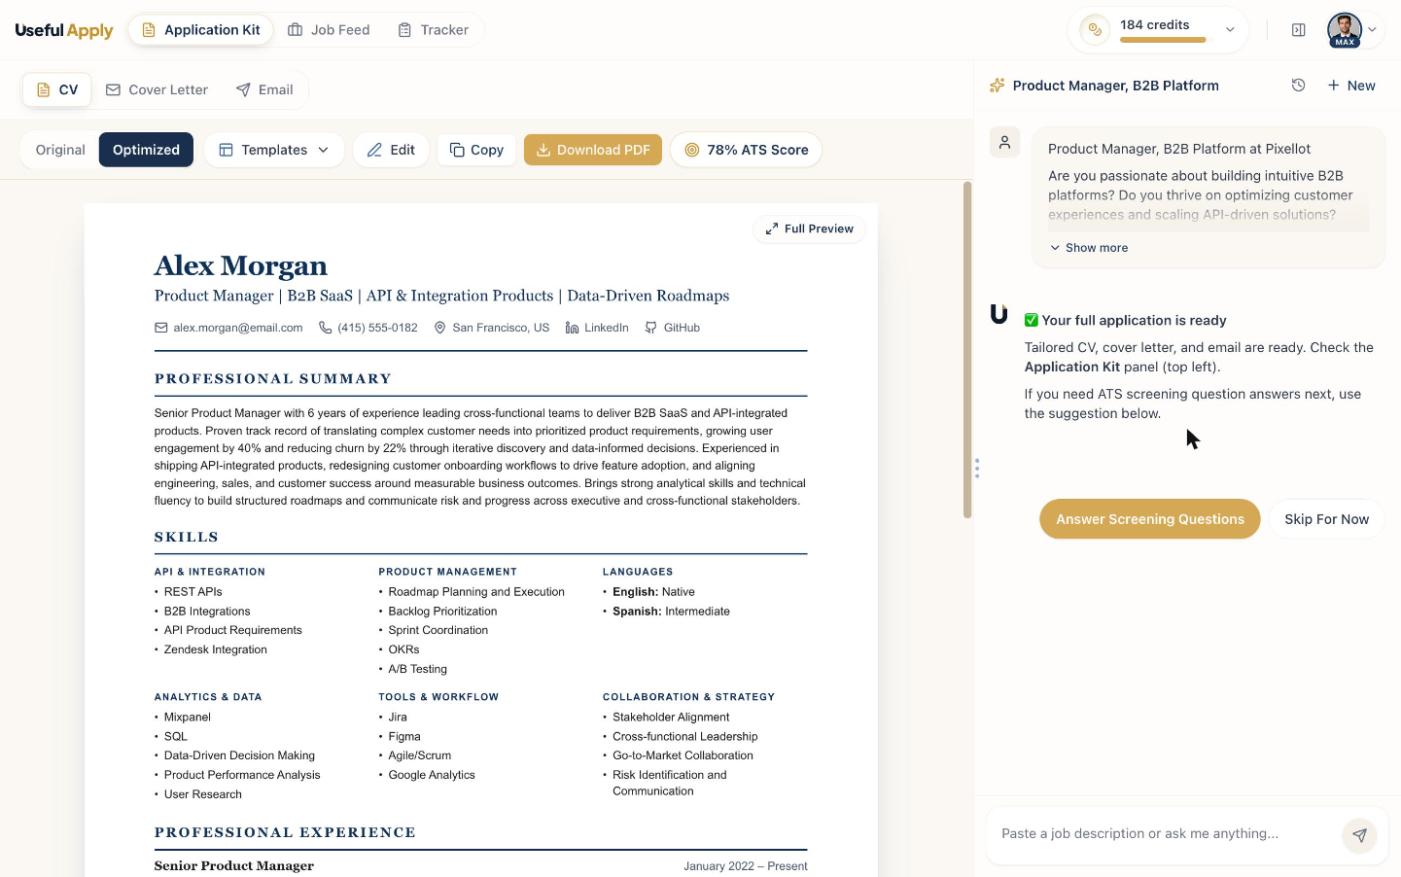 Useful Apply
Application Kit
Job Feed
Tracker
184 credits
MAX
CV
Cover Letter
Email
Original
Optimized
Templates
Edit
Copy
Download PDF
78% ATS Score
Full Preview
Alex Morgan
Product Manager | B2B SaaS | API & Integration Products | Data-Driven Roadmaps
alex.morgan@email.com
(415) 555-0182
San Francisco, US
LinkedIn
GitHub
PROFESSIONAL SUMMARY
Senior Product Manager with 6 years of experience leading cross-functional teams to deliver B2B SaaS and API-integrated
products. Proven track record of translating complex customer needs into prioritized product requirements, growing user
engagement by 40% and reducing churn by 22% through iterative discovery and data-informed decisions. Experienced in
shipping API-integrated products, redesigning customer onboarding workflows to drive feature adoption, and aligning
engineering, sales, and customer success around measurable business outcomes. Brings strong analytical skills and technical
fluency to build structured roadmaps and communicate risk and progress across executive and cross-functional stakeholders.
SKILLS
API & INTEGRATION
• REST APIs
• B2B Integrations
• API Product Requirements
• Zendesk Integration
PRODUCT MANAGEMENT
• Roadmap Planning and Execution
• Backlog Prioritization
• Sprint Coordination
• OKRs
• A/B Testing
LANGUAGES
• English: Native
• Spanish: Intermediate
ANALYTICS & DATA
• Mixpanel
• SQL
• Data-Driven Decision Making
• Product Performance Analysis
• User Research
TOOLS & WORKFLOW
• Jira
• Figma
• Agile/Scrum
• Google Analytics
COLLABORATION & STRATEGY
• Stakeholder Alignment
• Cross-functional Leadership
• Go-to-Market Collaboration
• Risk Identification and
Communication
PROFESSIONAL EXPERIENCE
Senior Product Manager
January 2022 – Present
Product Manager, B2B Platform
New
Product Manager, B2B Platform at Pixellot
Are you passionate about building intuitive B2B
platforms? Do you thrive on optimizing customer
experiences and scaling API-driven solutions?
Show more
✅ Your full application is ready
Tailored CV, cover letter, and email are ready. Check the
Application Kit panel (top left).
If you need ATS screening question answers next, use
the suggestion below.
Answer Screening Questions
Skip For Now
Paste a job description or ask me anything...